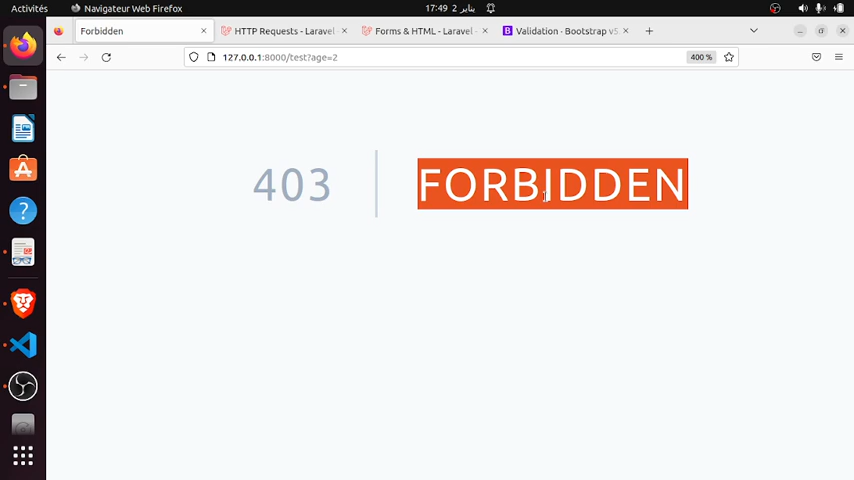 Activités
Navigateur Web Firefox
17:49 2 يناير
Forbidden
HTTP Requests - Laravel
Forms & HTML - Laravel -
Validation · Bootstrap v5.
127.0.0.1:8000/test?age=2
400 %
403
FORBIDDEN